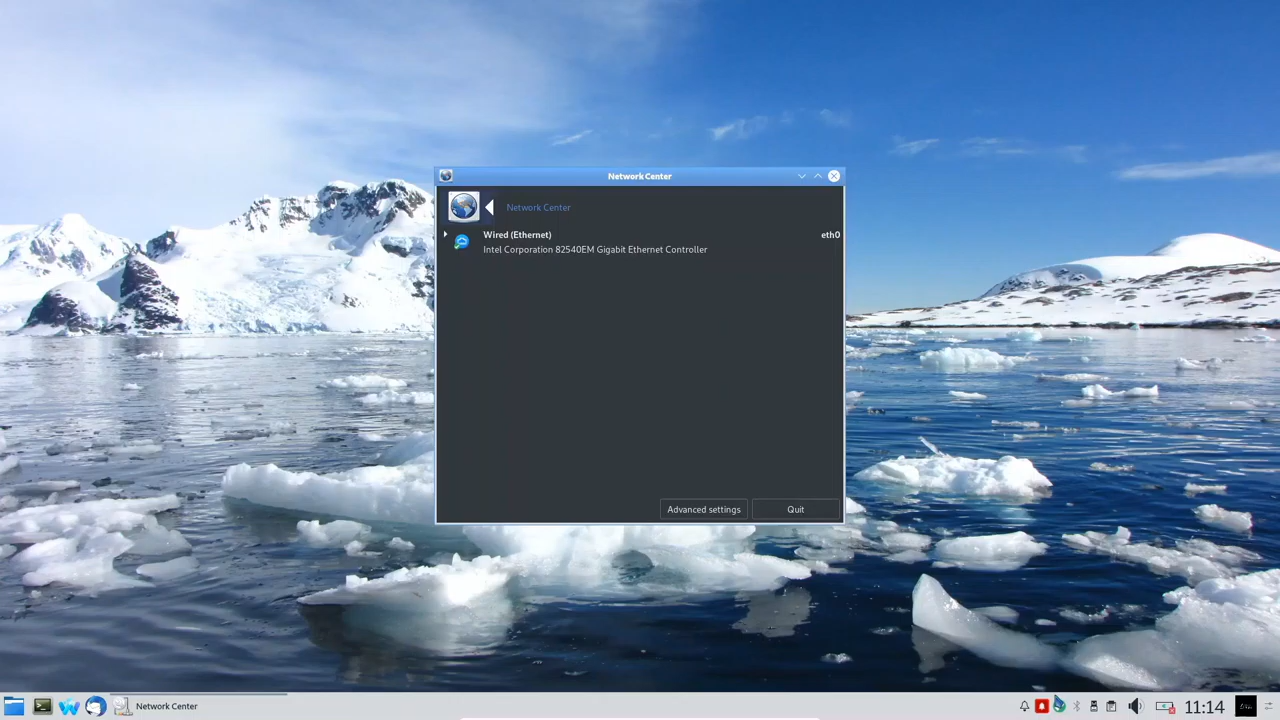 Network Center
Network Center
Wired (Ethernet) eth0
Intel Corporation 82540EM Gigabit Ethernet Controller
Advanced settings Quit
Network Center 11:14